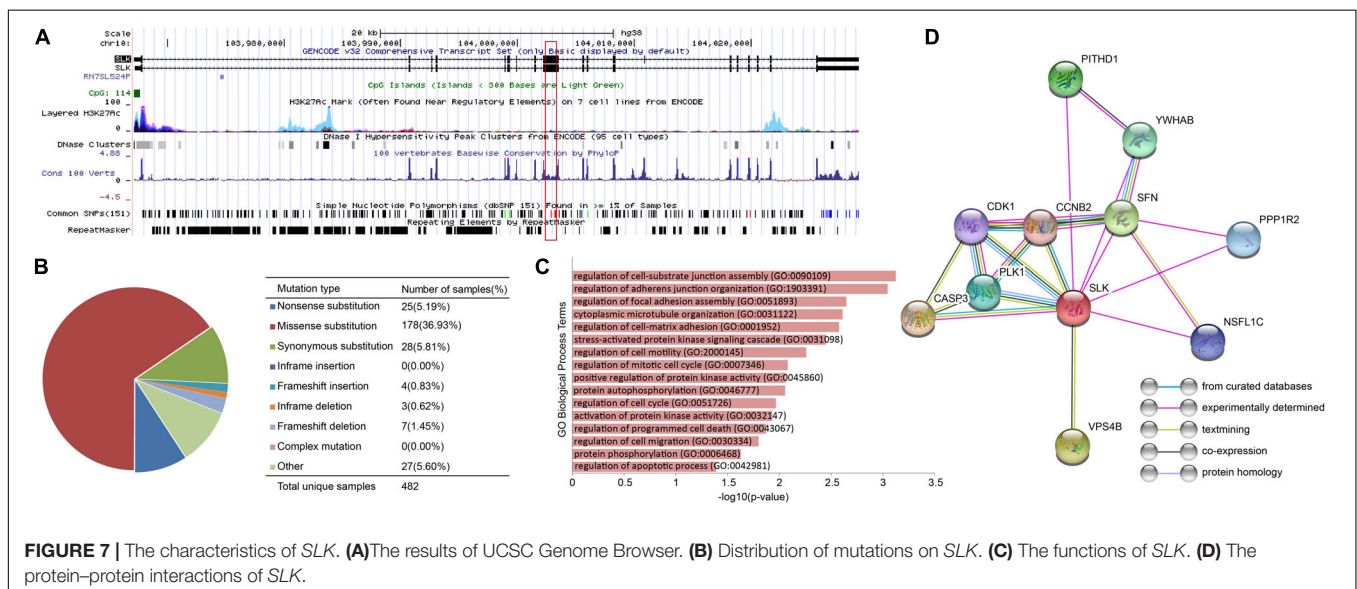 A
Scale
chr10:
20 kb
hg38
103,980,000
103,990,000
104,000,000
104,010,000
104,020,000
GENCODE v32 Comprehensive Transcript Set (only Basic displayed by default)
SLK
SLK
RN7SL524P
CpG Islands (Islands < 300 Bases are Light Green)
CpG: 114
H3K27Ac Mark (Often Found Near Regulatory Elements) on 7 cell lines from ENCODE
100
Layered H3K27Ac
0
DNase I Hypersensitivity Peak Clusters from ENCODE (95 cell types)
DNase Clusters
4.88
100 vertebrates Basewise Conservation by PhyloP
Cons 100 Verts
0
-4.5
Simple Nucleotide Polymorphisms (dbSNP 151) Found in >= 1% of Samples
Common SNPs(151)
Repeating Elements by RepeatMasker
RepeatMasker
B
Mutation type Number of samples(%)
Nonsense substitution 25(5.19%)
Missense substitution 178(36.93%)
Synonymous substitution 28(5.81%)
Inframe insertion 0(0.00%)
Frameshift insertion 4(0.83%)
Inframe deletion 3(0.62%)
Frameshift deletion 7(1.45%)
Complex mutation 0(0.00%)
Other 27(5.60%)
Total unique samples 482
C
GO Biological Process Terms
regulation of cell-substrate junction assembly (GO:0090109)
regulation of adherens junction organization (GO:1903391)
regulation of focal adhesion assembly (GO:0051893)
cytoplasmic microtubule organization (GO:0031122)
regulation of cell-matrix adhesion (GO:0001952)
stress-activated protein kinase signaling cascade (GO:0031098)
regulation of cell motility (GO:2000145)
regulation of mitotic cell cycle (GO:0007346)
positive regulation of protein kinase activity (GO:0045860)
protein autophosphorylation (GO:0046777)
regulation of cell cycle (GO:0051726)
activation of protein kinase activity (GO:0032147)
regulation of programmed cell death (GO:0043067)
regulation of cell migration (GO:0030334)
protein phosphorylation (GO:0006468)
regulation of apoptotic process (GO:0042981)
0 0.5 1 1.5 2 2.5 3 3.5
-log10(p-value)
D
PITHD1
YWHAB
SFN
CCNB2
CDK1
PPP1R2
PLK1
SLK
CASP3
NSFL1C
VPS4B
from curated databases
experimentally determined
textmining
co-expression
protein homology
FIGURE 7 | The characteristics of SLK. (A)The results of UCSC Genome Browser. (B) Distribution of mutations on SLK. (C) The functions of SLK. (D) The
protein–protein interactions of SLK.